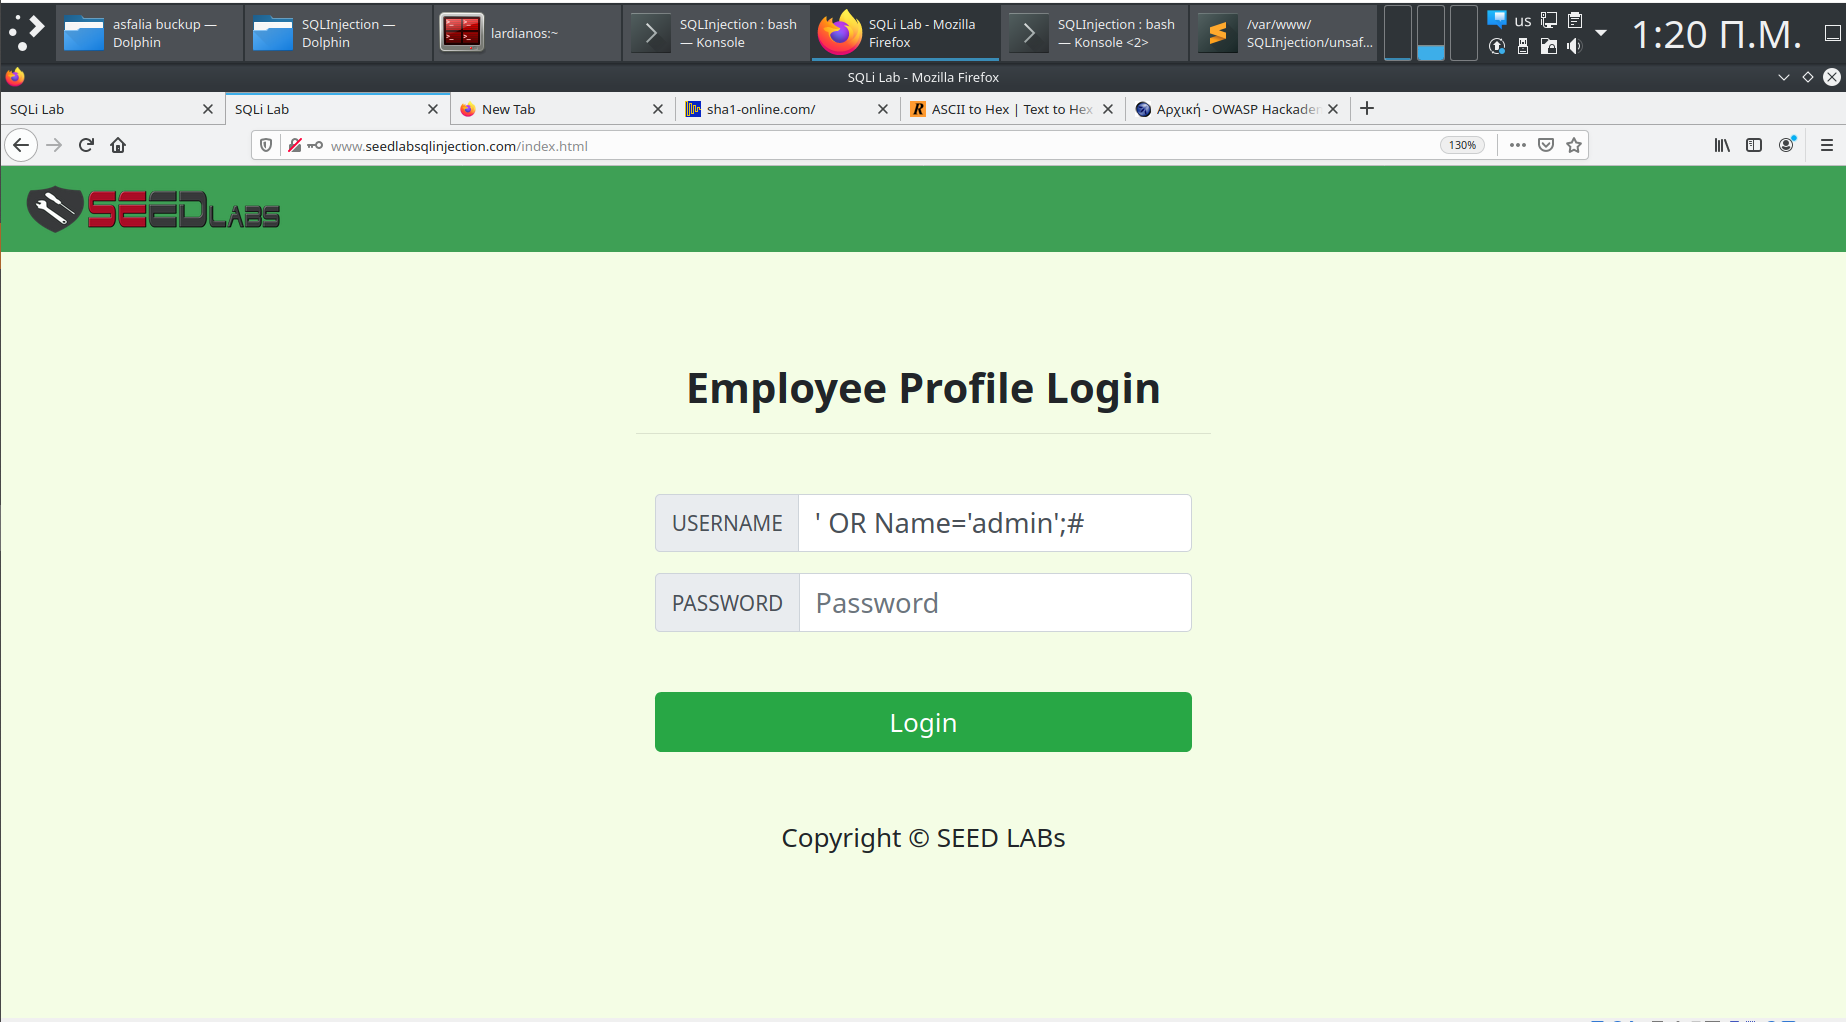 asfalia buckup —
Dolphin
SQLInjection —
Dolphin
lardianos:~
SQLInjection : bash
— Konsole
SQLi Lab - Mozilla
Firefox
SQLInjection : bash
— Konsole <2>
/var/www/
SQLInjection/unsaf...
us
1:20 Π.Μ.
SQLi Lab - Mozilla Firefox
SQLi Lab
SQLi Lab
New Tab
sha1-online.com/
ASCII to Hex | Text to Hex
Αρχική - OWASP Hackader
www.seedlabsqlinjection.com/index.html
130%
SEEDLABS
Employee Profile Login
USERNAME
' OR Name='admin';#
PASSWORD
Password
Login
Copyright © SEED LABs